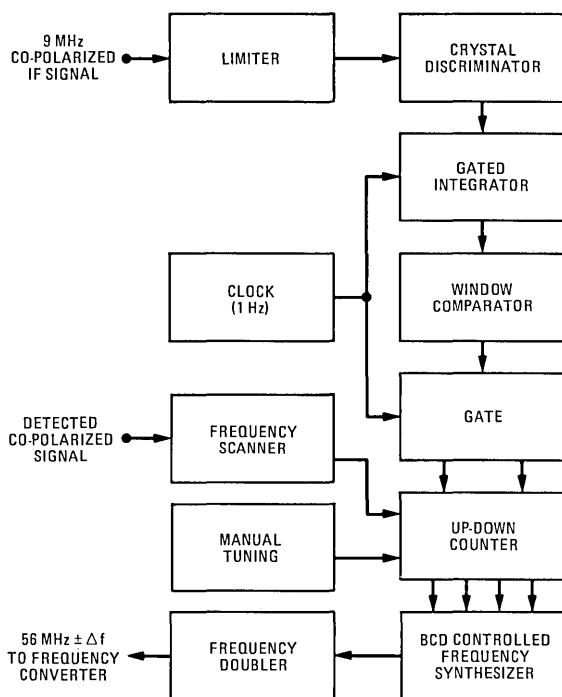 9 MHz
CO-POLARIZED
IF SIGNAL
LIMITER
CRYSTAL
DISCRIMINATOR
GATED
INTEGRATOR
CLOCK
(1 Hz)
WINDOW
COMPARATOR
DETECTED
CO-POLARIZED
SIGNAL
FREQUENCY
SCANNER
GATE
MANUAL
TUNING
UP-DOWN
COUNTER
56 MHz ± Δf
TO FREQUENCY
CONVERTER
FREQUENCY
DOUBLER
BCD CONTROLLED
FREQUENCY
SYNTHESIZER